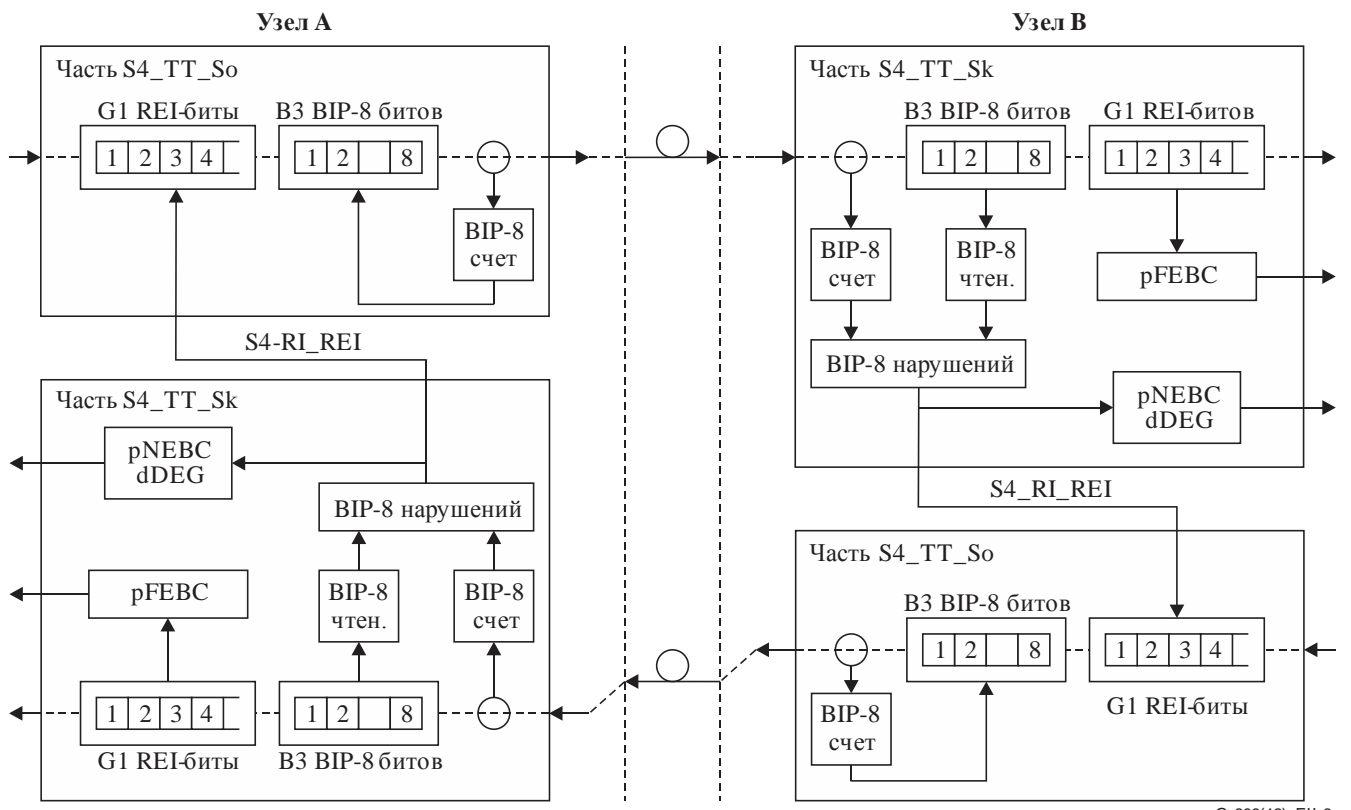 Узел А
Узел В
Часть S4_TT_So
G1 REI-биты
B3 BIP-8 битов
1 2 3 4
1 2 8
BIP-8
счет
S4-RI_REI
Часть S4_TT_Sk
B3 BIP-8 битов
G1 REI-битов
1 2 8
1 2 3 4
BIP-8
счет
BIP-8
чтен.
pFEBC
BIP-8 нарушений
pNEBC
dDEG
S4_RI_REI
Часть S4_TT_Sk
pNEBC
dDEG
BIP-8 нарушений
pFEBC
BIP-8
чтен.
BIP-8
счет
1 2 3 4
1 2 8
G1 REI-биты
B3 BIP-8 битов
Часть S4_TT_So
B3 BIP-8 битов
1 2 8
1 2 3 4
G1 REI-биты
BIP-8
счет